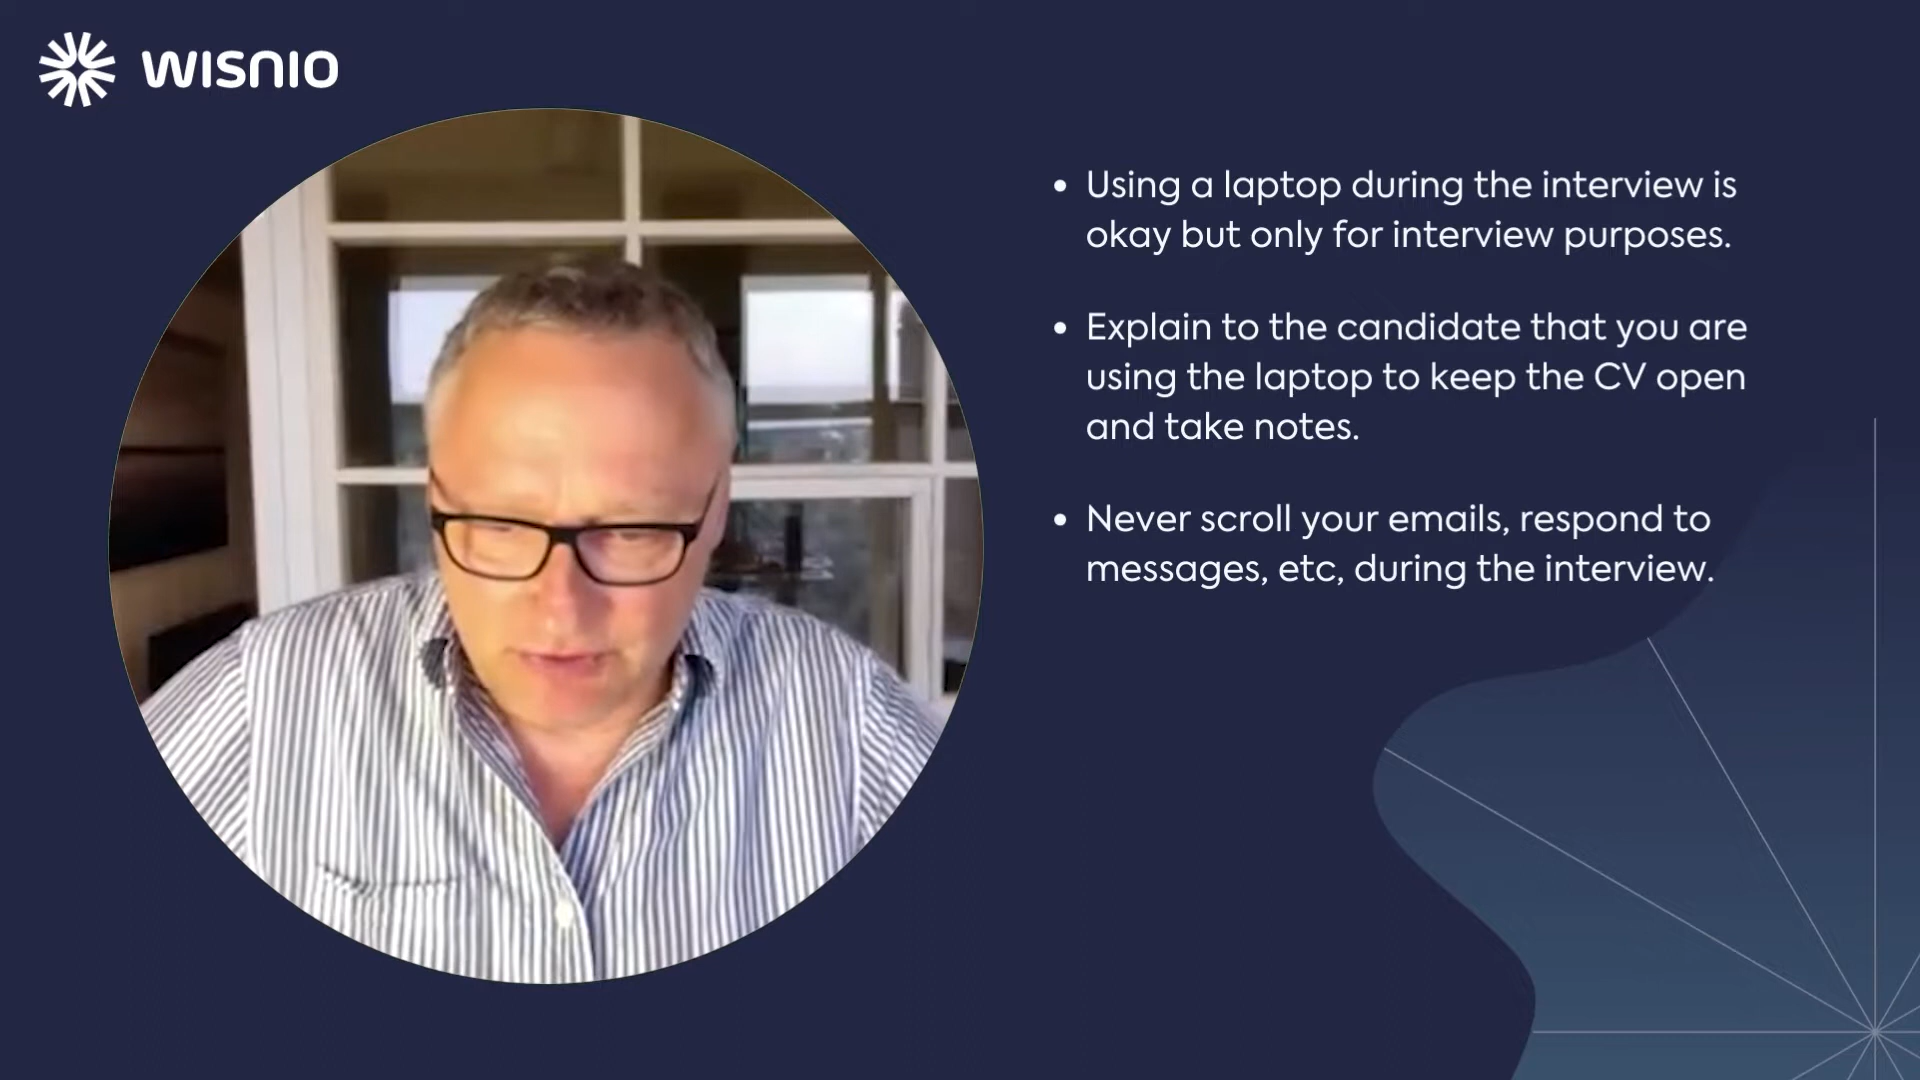 WISNIO
• Using a laptop during the interview is
okay but only for interview purposes.
• Explain to the candidate that you are
using the laptop to keep the CV open
and take notes.
• Never scroll your emails, respond to
messages, etc, during the interview.